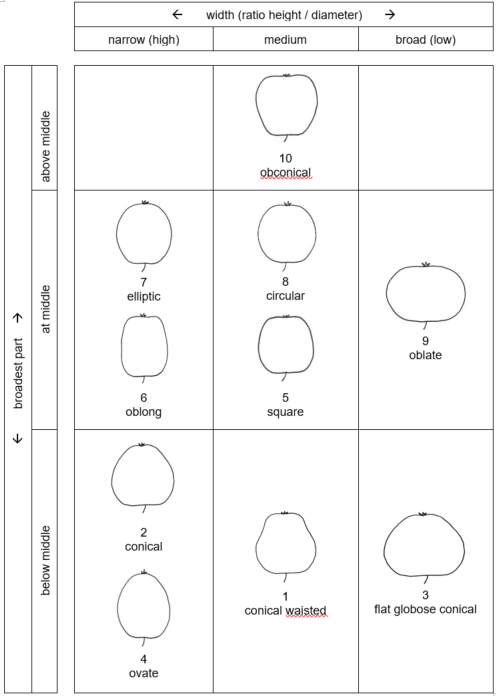 ← width (ratio height / diameter) →
narrow (high) medium broad (low)
← broadest part →
above middle
10
obconical
at middle
7
elliptic
8
circular
9
oblate
6
oblong
5
square
below middle
2
conical
1
conical waisted
3
flat globose conical
4
ovate